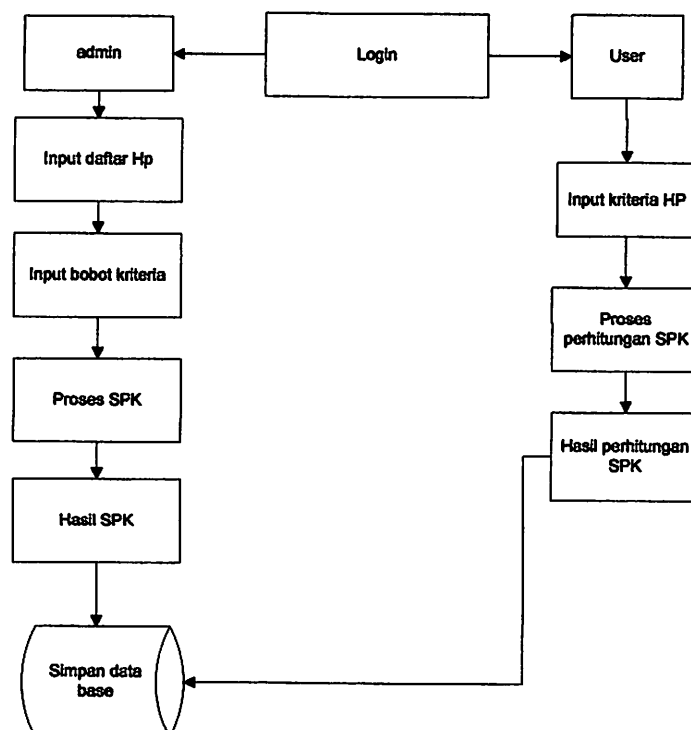 admin
Login
User
Input daftar Hp
Input kriteria HP
Input bobot kriteria
Proses
perhitungan SPK
Proses SPK
Hasil perhitungan
SPK
Hasil SPK
Simpan data
base